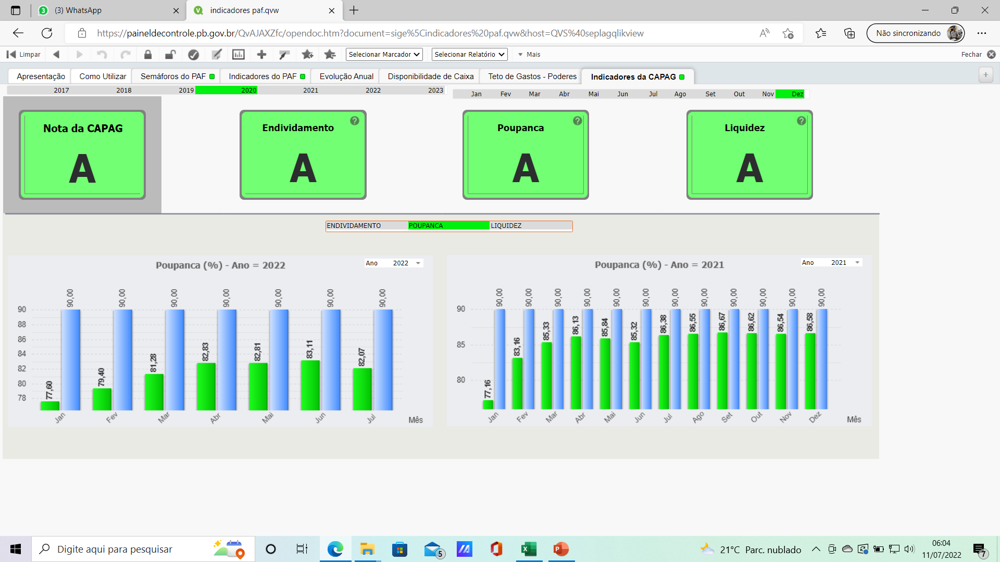 (3) WhatsApp
indicadores paf.qvw
https://paineldecontrole.pb.gov.br/QvAJAXZfc/opendoc.htm?document=sige%5Cindicadores%20paf.qvw&host=QVS%40seplagqlikview
Não sincronizando
Limpar
Selecionar Marcador
Selecionar Relatório
Mais
Fechar
Apresentação
Como Utilizar
Semáforos do PAF
Indicadores do PAF
Evolução Anual
Disponibilidade de Caixa
Teto de Gastos - Poderes
Indicadores da CAPAG
2017 2018 2019 2020 2021 2022 2023
Jan Fev Mar Abr Mai Jun Jul Ago Set Out Nov Dez
Nota da CAPAG
A
Endividamento
?
A
Poupanca
?
A
Liquidez
?
A
ENDIVIDAMENTO POUPANCA LIQUIDEZ
Poupanca (%) - Ano = 2022
Ano 2022
90,00 90,00 90,00 90,00 90,00 90,00 90,00
90
88
86
84
82
80
78
77,60 79,40 81,28 82,83 82,81 83,11 82,07
Jan Fev Mar Abr Mai Jun Jul
Mês
Poupanca (%) - Ano = 2021
Ano 2021
90,00 90,00 90,00 90,00 90,00 90,00 90,00 90,00 90,00 90,00 90,00 90,00
90
85
80
77,16 83,16 85,33 86,13 85,84 85,32 86,38 86,55 86,67 86,62 86,54 86,58
Jan Fev Mar Abr Mai Jun Jul Ago Set Out Nov Dez
Mês
Digite aqui para pesquisar
5
21°C Parc. nublado
06:04
11/07/2022
7